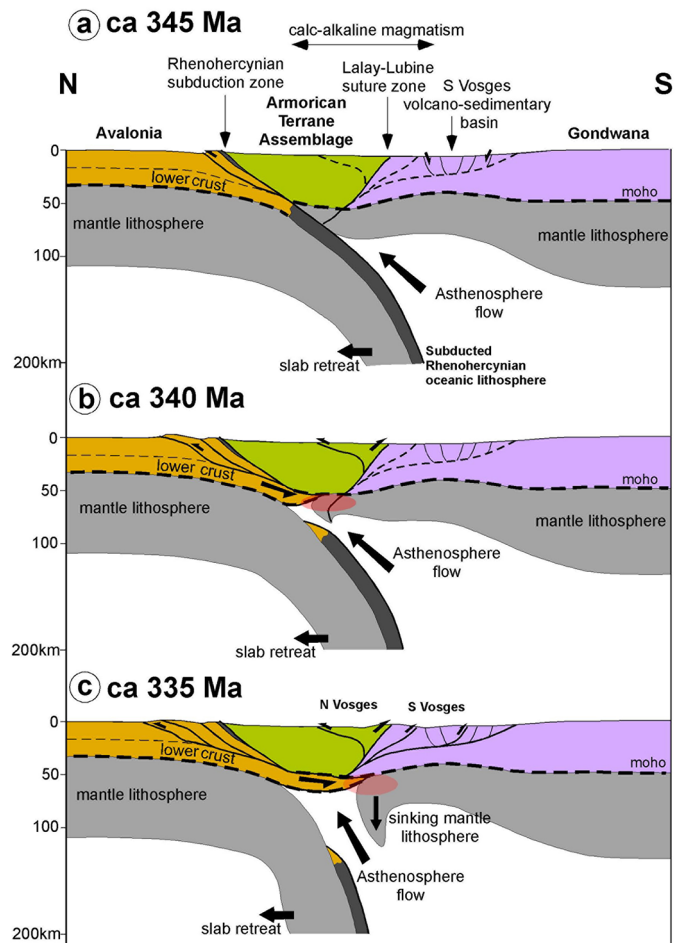 a ca 345 Ma
calc-alkaline magmatism
Rhenohercynian
subduction zone
Lalay-Lubine
suture zone
S Vosges
volcano-sedimentary
basin
N
S
Armorican
Terrane
Assemblage
Avalonia
Gondwana
0
lower crust
moho
50
mantle lithosphere
mantle lithosphere
100
Asthenosphere
flow
slab retreat
Subducted
Rhenohercynian
oceanic lithosphere
200km
b ca 340 Ma
0
lower crust
moho
50
mantle lithosphere
mantle lithosphere
100
Asthenosphere
flow
slab retreat
200km
c ca 335 Ma
N Vosges
S Vosges
0
lower crust
moho
50
mantle lithosphere
sinking mantle
lithosphere
100
Asthenosphere
flow
slab retreat
200km